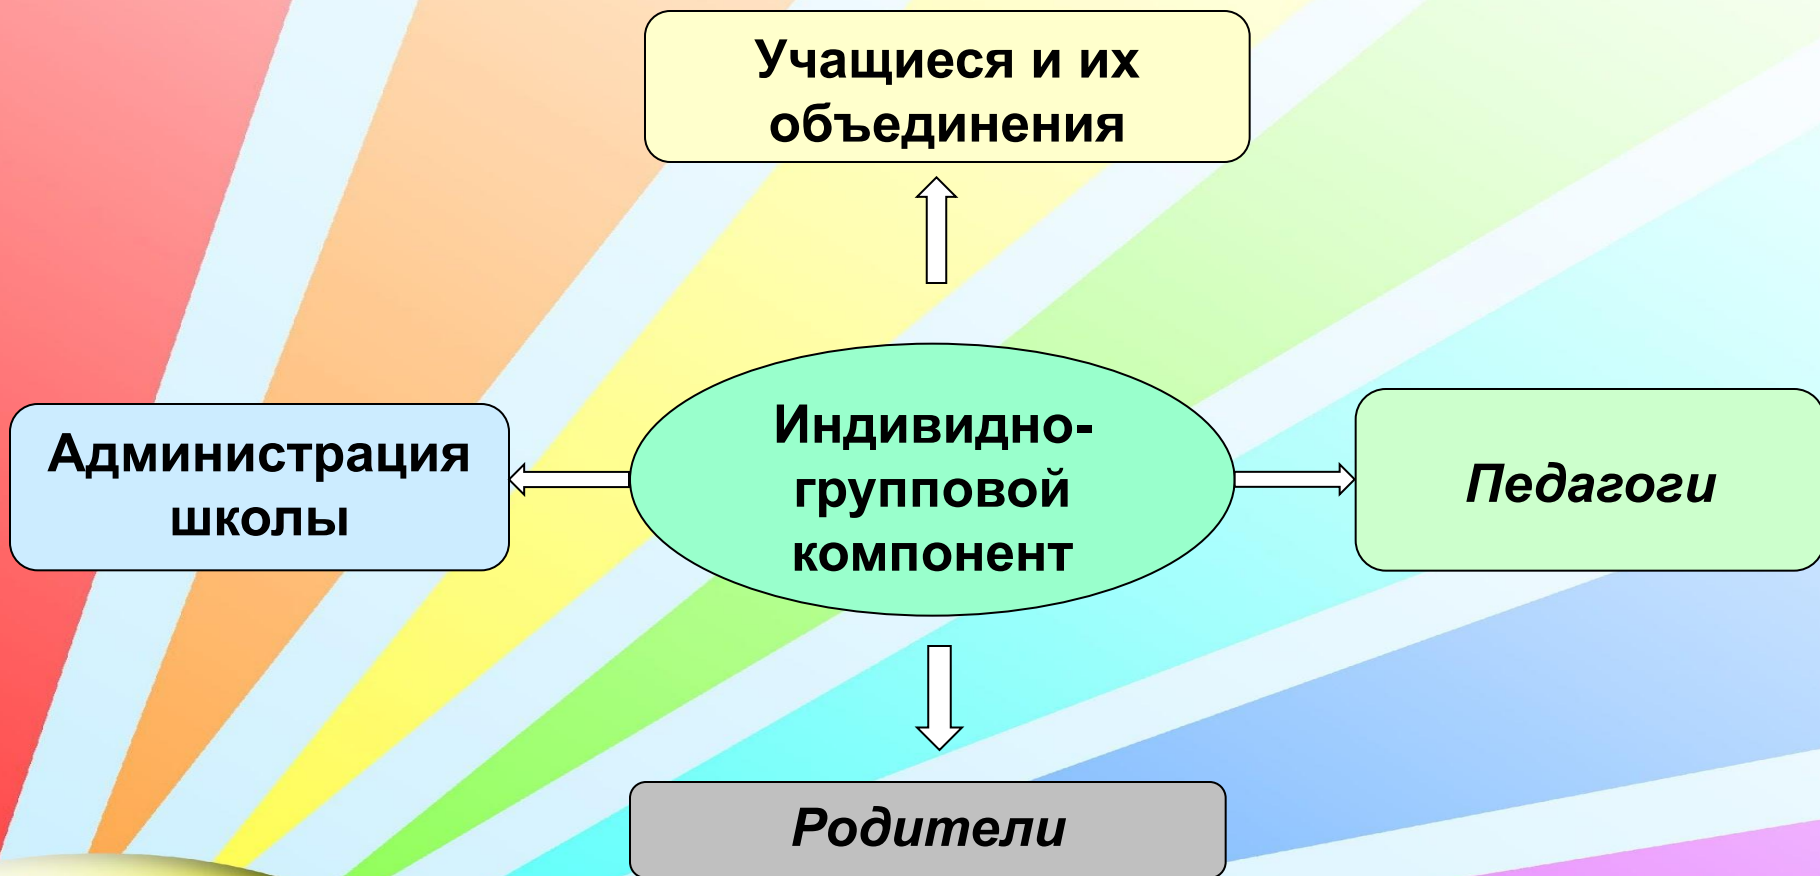 Учащиеся и их
объединения
Администрация
школы
Индивидно-
групповой
компонент
Педагоги
Родители